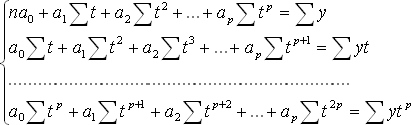 na₀ + a₁∑t + a₂∑t² + ... + aₚ∑tᵖ = ∑y
a₀∑t + a₁∑t² + a₂∑t³ + ... + aₚ∑tᵖ⁺¹ = ∑yt
................................................................................
a₀∑tᵖ + a₁∑tᵖ⁺¹ + a₂∑tᵖ⁺² + ... + aₚ∑t²ᵖ = ∑ytᵖ